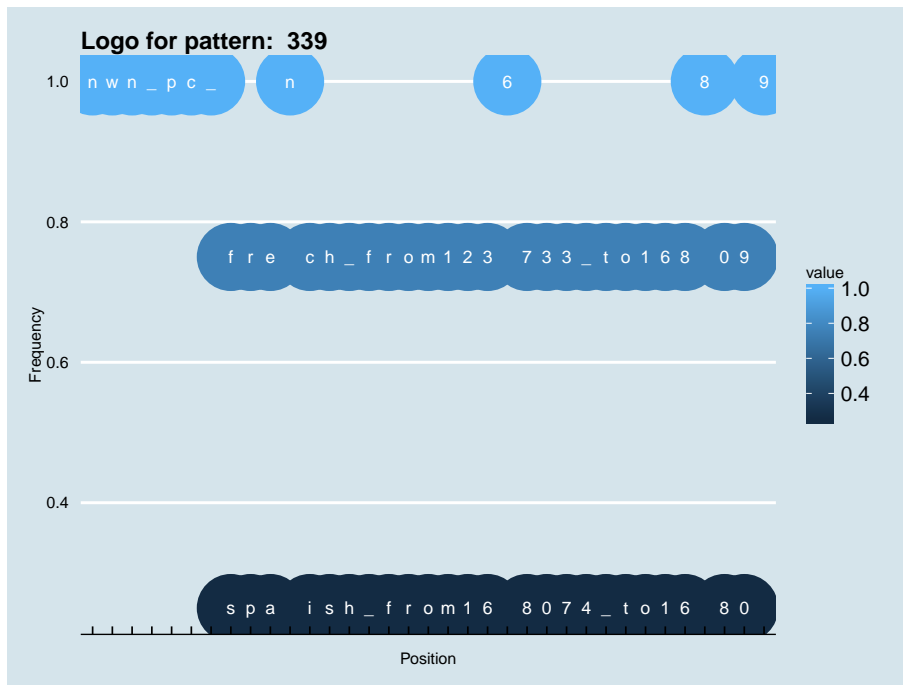 Logo for pattern: 339
1.0
n w n _ p c _ n 6 8 9
0.8
f r e c h _ f r o m 1 2 3 7 3 3 _ t o 1 6 8 0 9
0.6
0.4
s p a i s h _ f r o m 1 6 8 0 7 4 _ t o 1 6 8 0
Frequency
Position
value
1.0
0.8
0.6
0.4